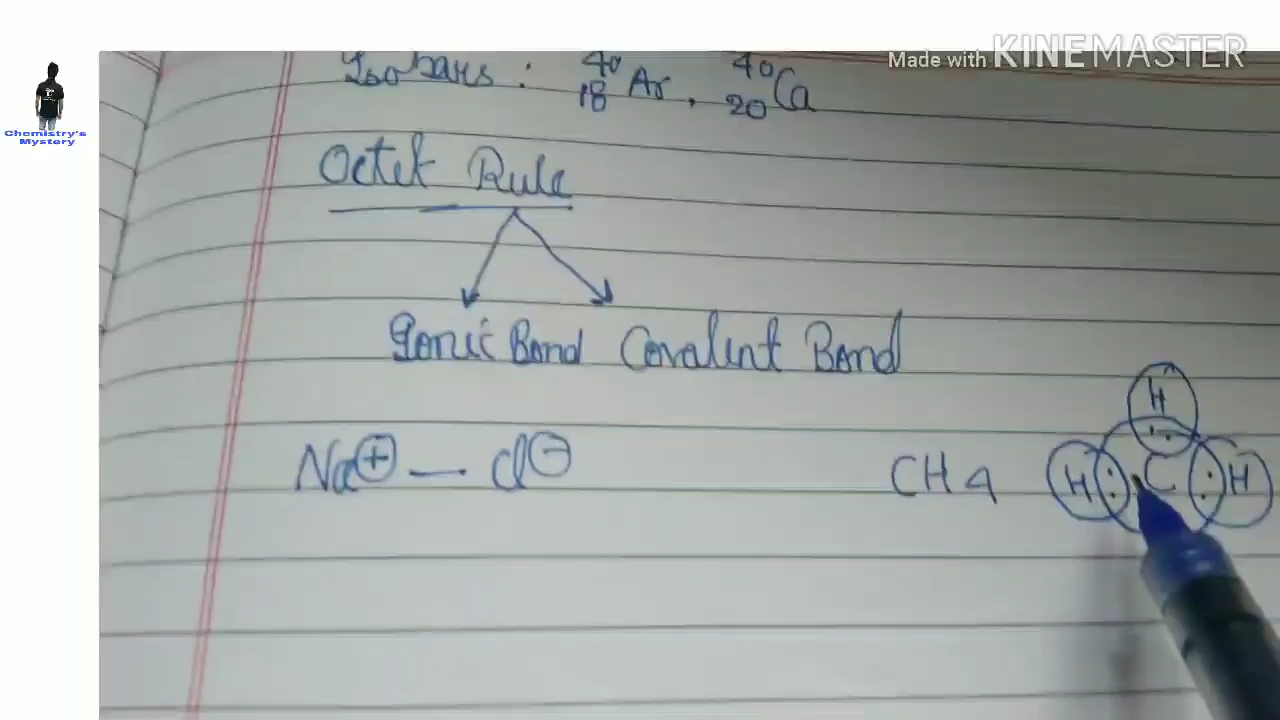 Made with KINEMASTER
Chemistry's
Mystery
Isobars : ⁴⁰₁₈Ar, ⁴⁰₂₀Ca
Octet Rule
Ionic Bond Covalent Bond
Na⊕ — Cl⊖
CH4
H
H : C : H